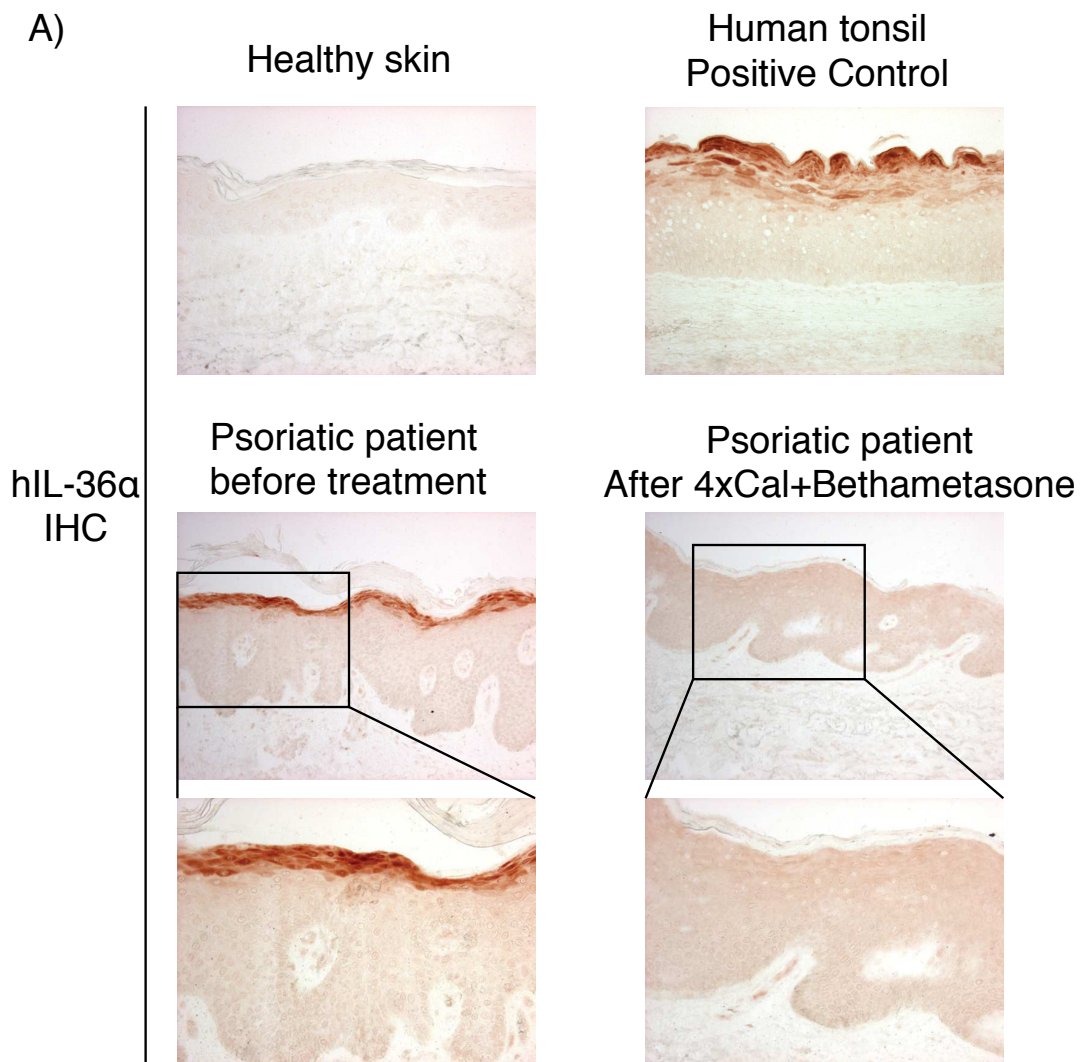 A)
Healthy skin
Human tonsil
Positive Control
hIL-36α
IHC
Psoriatic patient
before treatment
Psoriatic patient
After 4xCal+Bethametasone